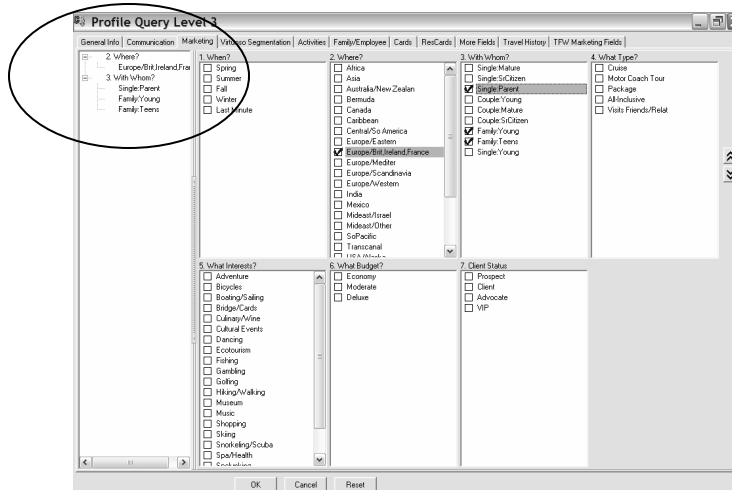 Profile Query Level 3
General Info Communication Marketing Virtuoso Segmentation Activities Family/Employee Cards ResCards More Fields Travel History TFW Marketing Fields
2. Where?
Europe/Brit,Ireland,Fran
3. With Whom?
Single:Parent
Family:Young
Family:Teens
1. When?
Spring
Summer
Fall
Winter
Last Minute
2. Where?
Africa
Asia
Australia/New Zealan
Bermuda
Canada
Caribbean
Central/So America
Europe/Eastern
Europe/Brit,Ireland,France
Europe/Mediter
Europe/Scandinavia
Europe/Western
India
Mexico
Mideast/Israel
Mideast/Other
SoPacific
Transcanal
USA/Alaska
3. With Whom?
Single:Mature
Single:SrCitizen
Single:Parent
Couple:Young
Couple:Mature
Couple:SrCitizen
Family:Young
Family:Teens
Single:Young
4. What Type?
Cruise
Motor Coach Tour
Package
All-Inclusive
Visits Friends/Relat
5. What Interests?
Adventure
Bicycles
Boating/Sailing
Bridge/Cards
Culinary/Wine
Cultural Events
Dancing
Ecotourism
Fishing
Gambling
Golfing
Hiking/Walking
Museum
Music
Shopping
Skiing
Snorkeling/Scuba
Spa/Health
Spelunking
6. What Budget?
Economy
Moderate
Deluxe
7. Client Status
Prospect
Client
Advocate
VIP
OK Cancel Reset